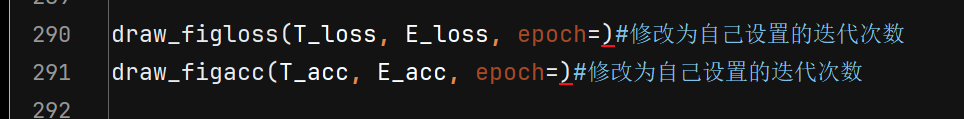 290 draw_figloss(T_loss, E_loss, epoch=)#修改为自己设置的迭代次数
291 draw_figacc(T_acc, E_acc, epoch=)#修改为自己设置的迭代次数
292